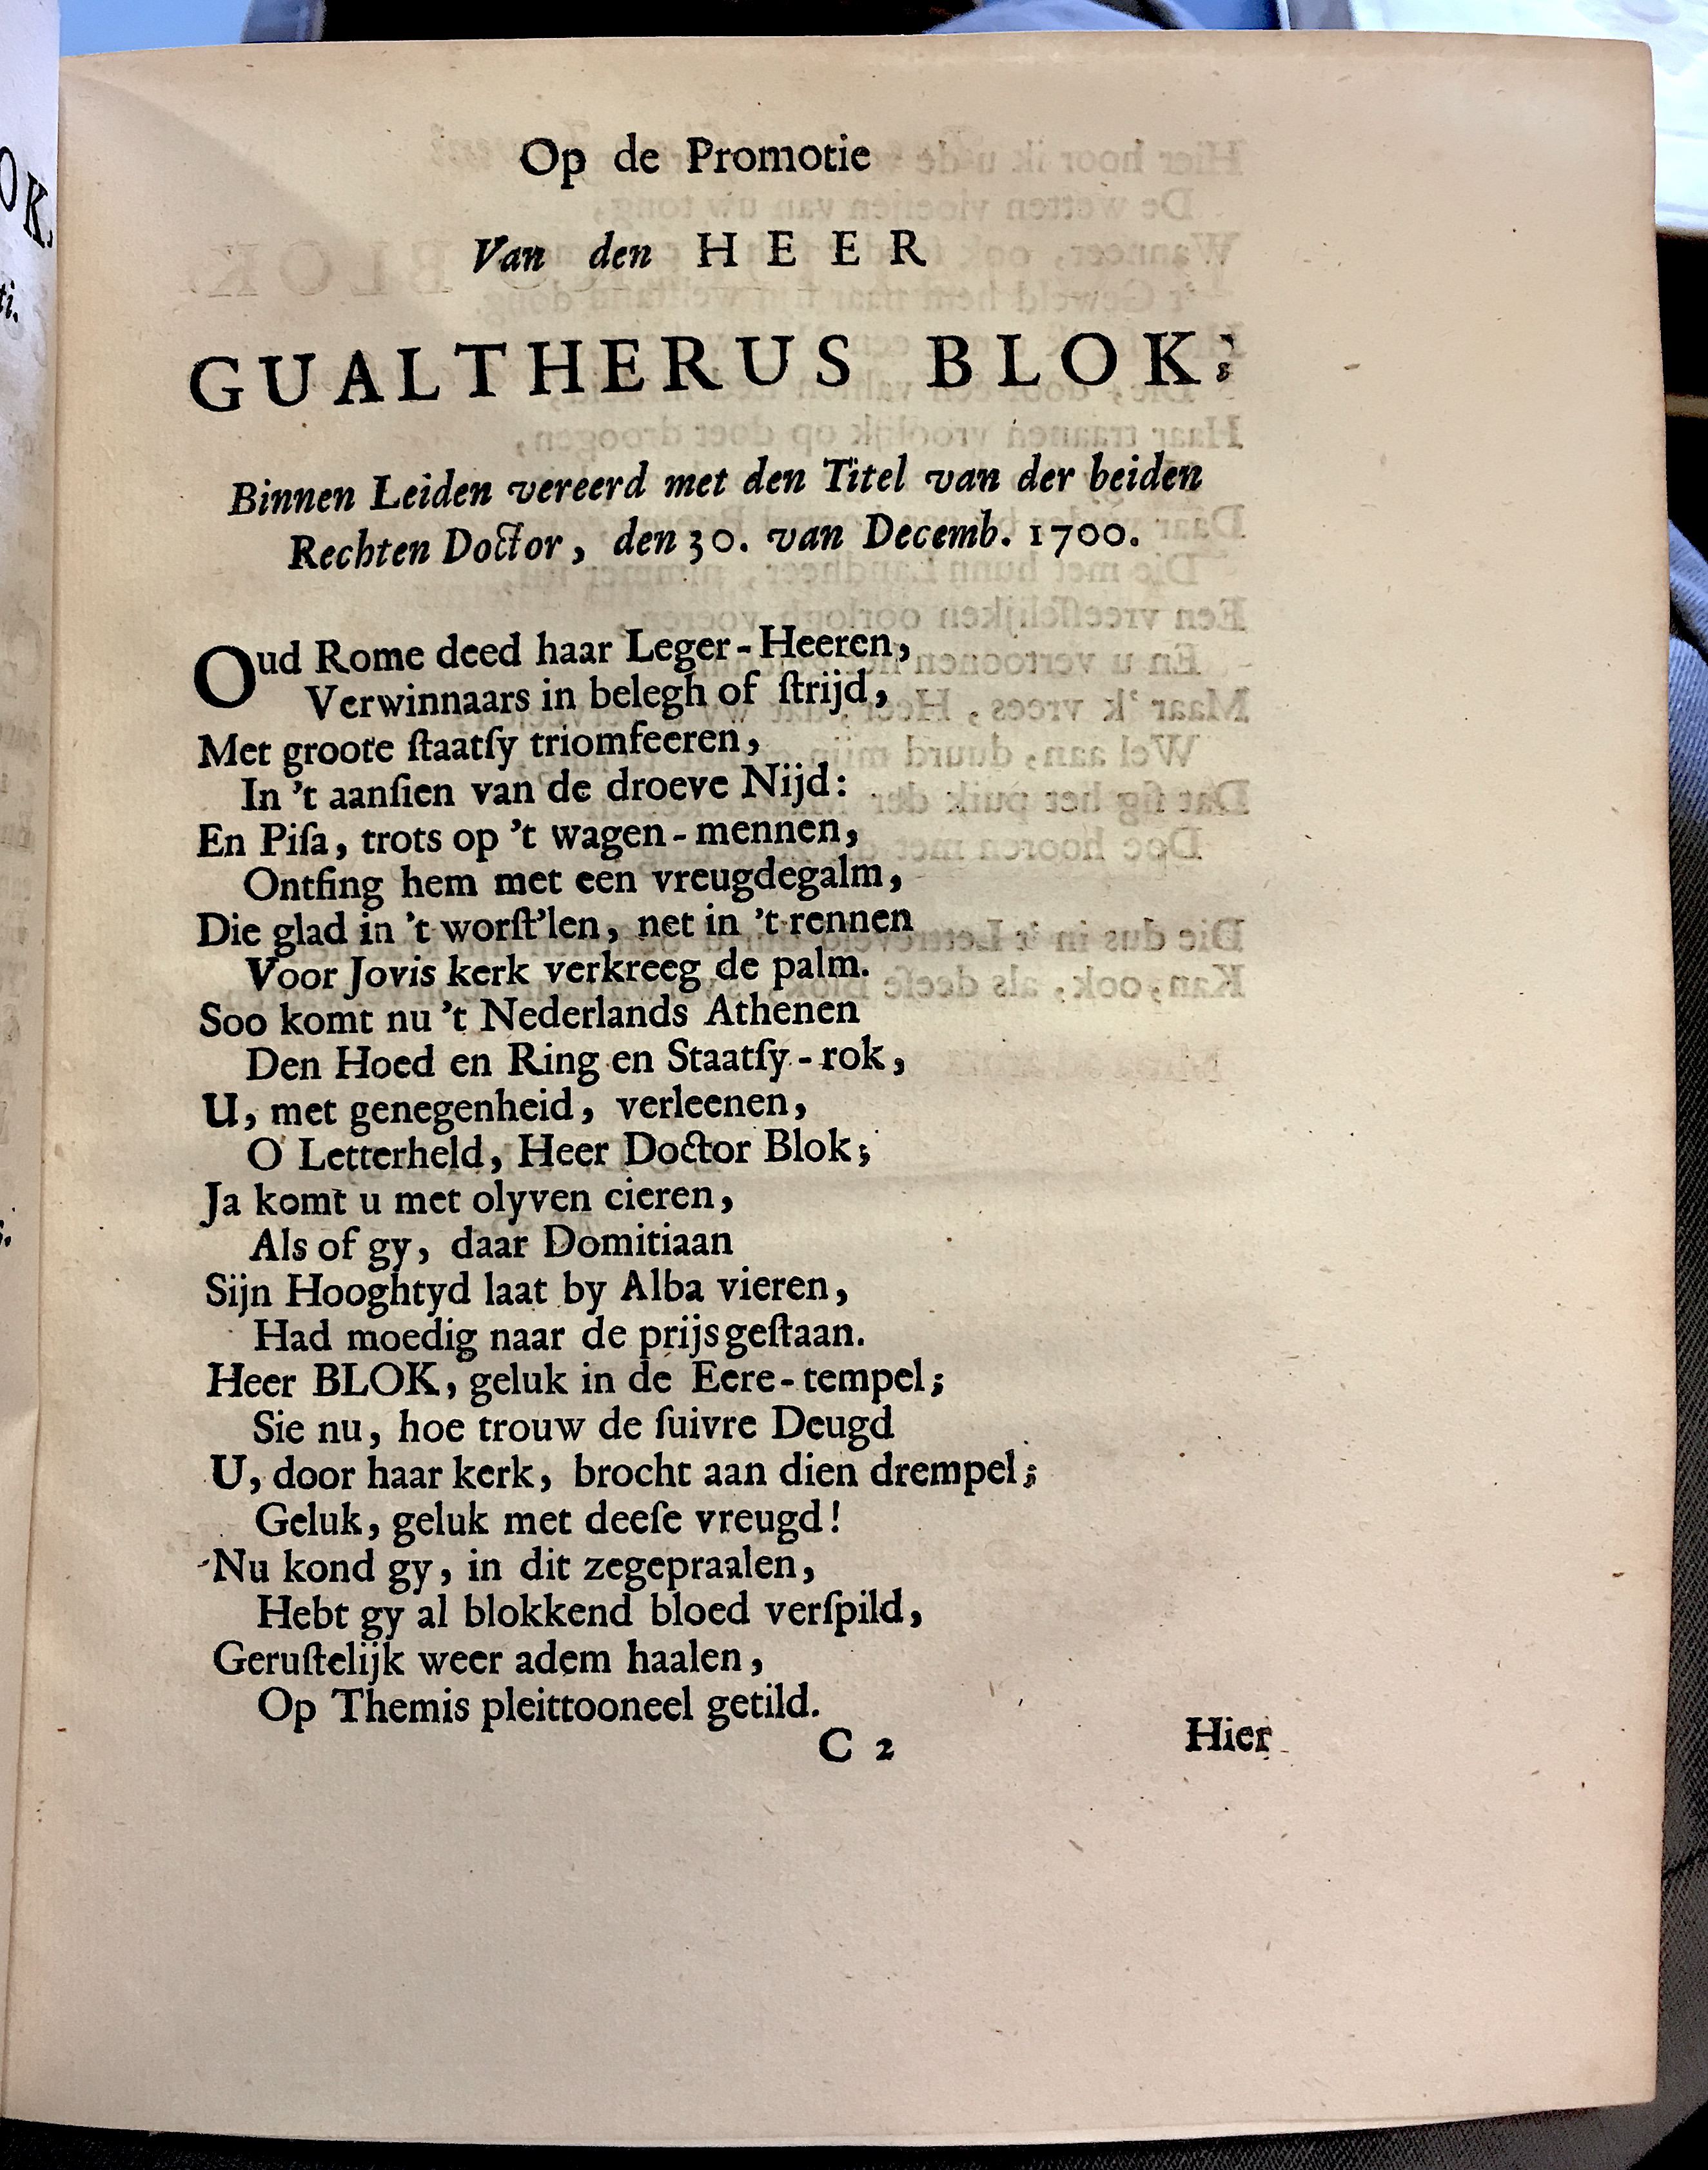 Op de Promotie
Van den HEER
GUALTHERUS BLOK;
Binnen Leiden vereerd met den Titel van der beiden
Rechten Doctor, den 30. van Decemb. 1700.
Oud Rome deed haar Leger-Heeren,
Verwinnaars in belegh of ſtrijd,
Met groote ſtaatſy triomfeeren,
In 't aanſien van de droeve Nijd:
En Piſa, trots op 't wagen-mennen,
Ontfing hem met een vreugdegalm,
Die glad in 't worſt'len, net in 't rennen
Voor Jovis kerk verkreeg de palm.
Soo komt nu 't Nederlands Athenen
Den Hoed en Ring en Staatſy-rok,
U, met genegenheid, verleenen,
O Letterheld, Heer Doctor Blok;
Ja komt u met olyven cieren,
Als of gy, daar Domitiaan
Sijn Hooghtyd laat by Alba vieren,
Had moedig naar de prijs geſtaan.
Heer BLOK, geluk in de Eere-tempel;
Sie nu, hoe trouw de ſuivre Deugd
U, door haar kerk, brocht aan dien drempel;
Geluk, geluk met deeſe vreugd!
Nu kond gy, in dit zegepraalen,
Hebt gy al blokkend bloed verſpild,
Geruſtelijk weer adem haalen,
Op Themis pleittooneel getild.
C 2 Hier